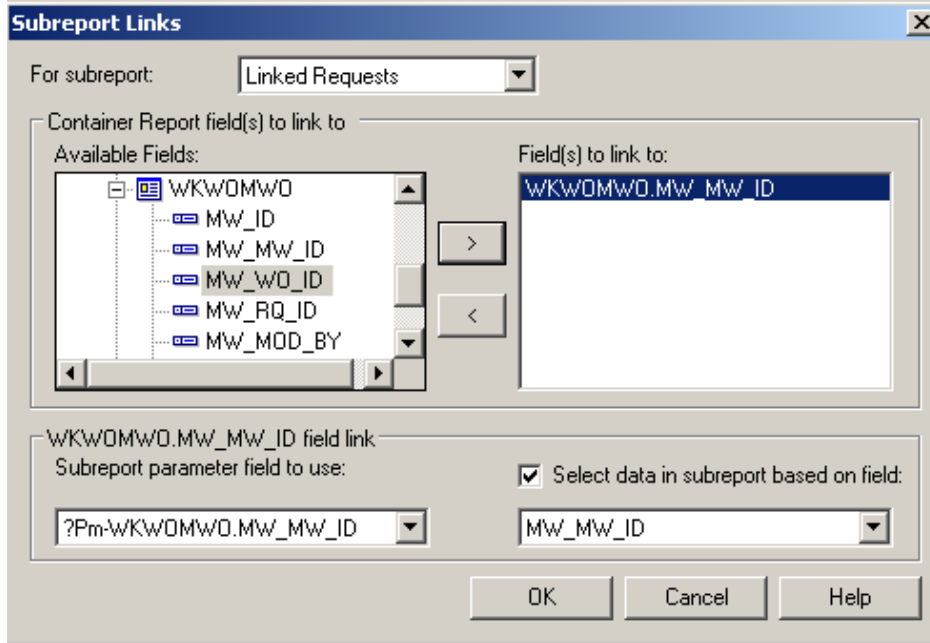 Subreport Links
For subreport: Linked Requests
Container Report field(s) to link to
Available Fields: Field(s) to link to:
WKWOMWO WKWOMWO.MW_MW_ID
MW_ID
MW_MW_ID
>
MW_WO_ID
MW_RQ_ID
<
MW_MOD_BY
WKWOMWO.MW_MW_ID field link
Subreport parameter field to use: Select data in subreport based on field:
?Pm-WKWOMWO.MW_MW_ID MW_MW_ID
OK Cancel Help